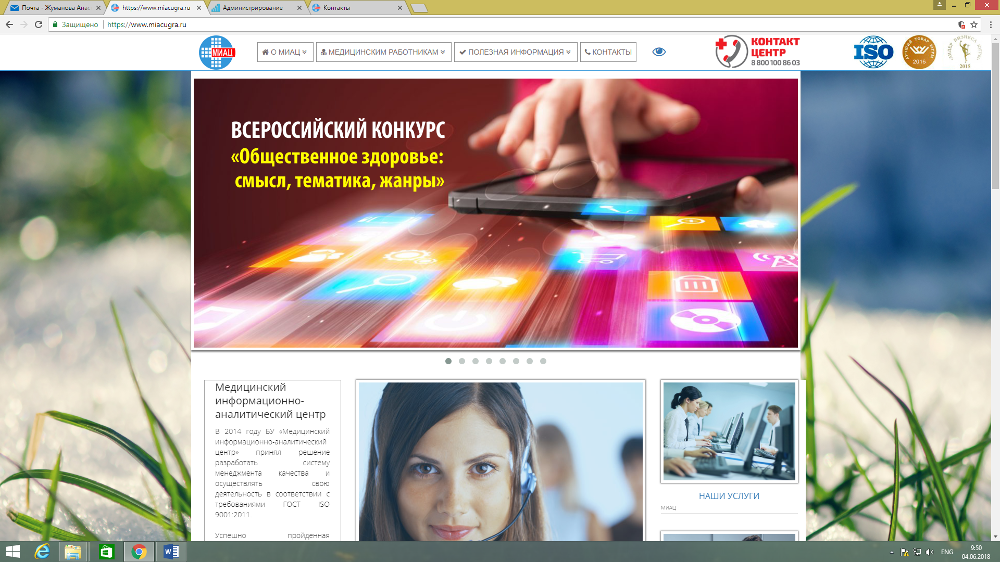 Почта - Жуманова Анас
https://www.miacugra.ru
Администрирование
Контакты
Защищено
https://www.miacugra.ru
МИАЦ
О МИАЦ
МЕДИЦИНСКИМ РАБОТНИКАМ
ПОЛЕЗНАЯ ИНФОРМАЦИЯ
КОНТАКТЫ
КОНТАКТ
ЦЕНТР
8 800 100 86 03
ISO
ЛУЧШИЙ ТОВАР ЮГРЫ
2016
ЛИДЕР БИЗНЕСА ЮГРЫ
2015
ВСЕРОССИЙСКИЙ КОНКУРС
«Общественное здоровье:
смысл, тематика, жанры»
Медицинский
информационно-
аналитический центр
В 2014 году БУ «Медицинский
информационно-аналитический
центр» принял решение
разработать систему
менеджмента качества и
осуществлять свою
деятельность в соответствии с
требованиями ГОСТ ISO
9001:2011.
Успешно пройденная
НАШИ УСЛУГИ
МИАЦ
ENG
9:50
04.06.2018